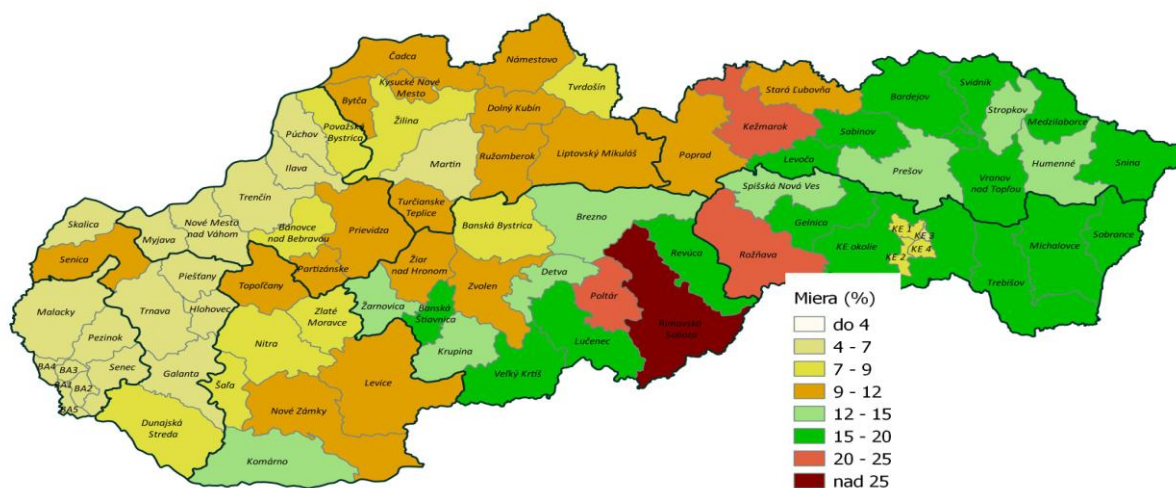 Čadca
Námestovo
Kysucké Nové
Mesto
Tvrdošín
Bytča
Dolný Kubín
Považská
Bystrica
Žilina
Púchov
Ilava
Martin
Ružomberok
Liptovský Mikuláš
Poprad
Kežmarok
Stará Ľubovňa
Bardejov
Svidník
Stropkov
Medzilaborce
Sabinov
Levoča
Prešov
Vranov
nad Topľou
Humenné
Snina
Trenčín
Turčianske
Teplice
Spišská Nová Ves
Skalica
Myjava
Nové Mesto
nad Váhom
Bánovce
nad Bebravou
Prievidza
Banská Bystrica
Brezno
Gelnica
KE 1
KE 3
KE 4
KE 2
KE okolie
Michalovce
Sobrance
Trebišov
Senica
Partizánske
Žiar
nad Hronom
Revúca
Rožňava
Piešťany
Topoľčany
Zvolen
Detva
Poltár
Rimavská
Sobota
Malacky
Trnava
Hlohovec
Zlaté
Moravce
Žarnovica
Banská
Štiavnica
Pezinok
Nitra
Krupina
Lučenec
BA4
BA3
BA1
BA2
BA5
Senec
Galanta
Šaľa
Levice
Veľký Krtíš
Dunajská
Streda
Nové Zámky
Komárno
Miera (%)
do 4
4 - 7
7 - 9
9 - 12
12 - 15
15 - 20
20 - 25
nad 25